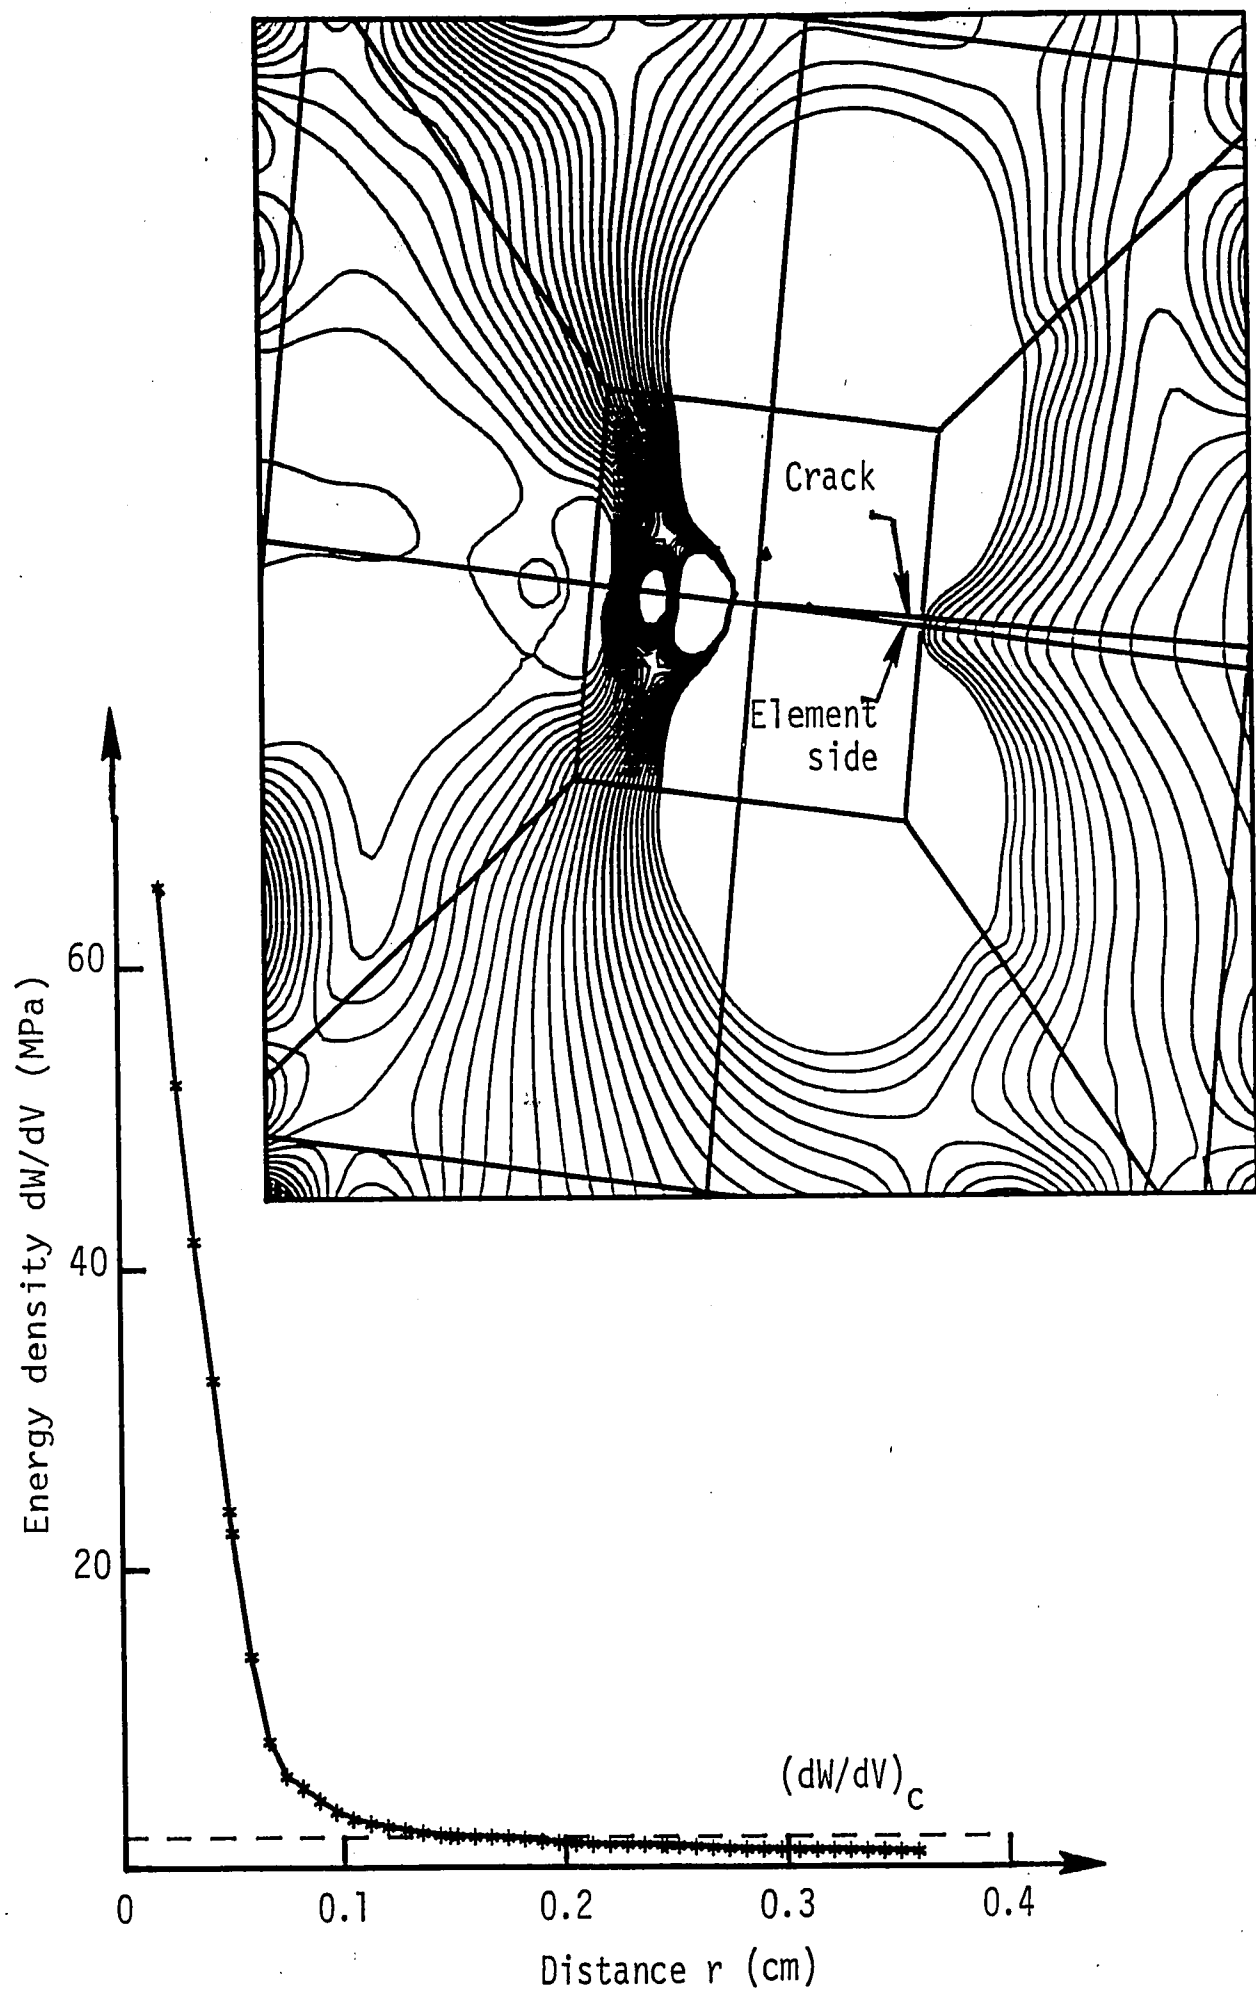 Crack
Element
side
Energy density dW/dV (MPa)
60
40
20
(dW/dV)c
0
0.1
0.2
0.3
0.4
Distance r (cm)